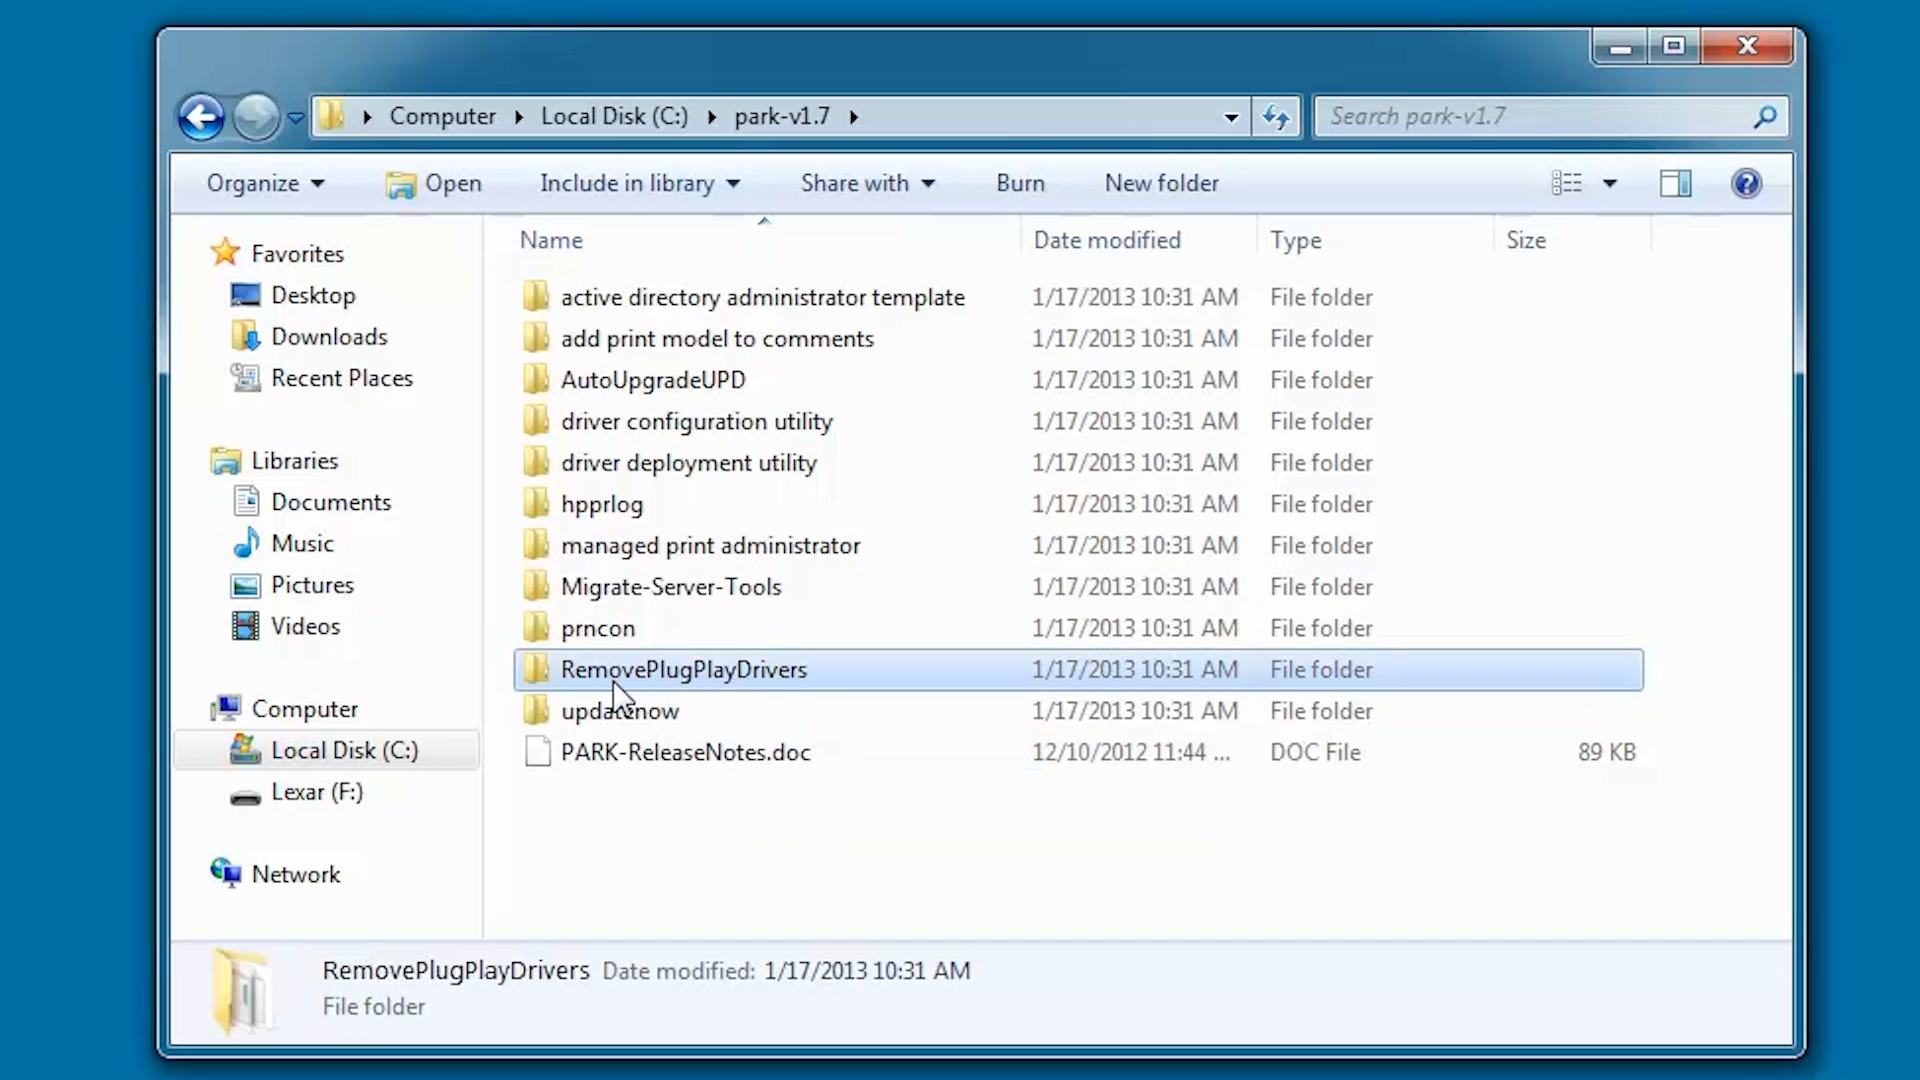 Computer Local Disk (C:) park-v1.7
Search park-v1.7
Organize Open Include in library Share with Burn New folder
Name Date modified Type Size
Favorites
Desktop
Downloads
Recent Places
Libraries
Documents
Music
Pictures
Videos
Computer
Local Disk (C:)
Lexar (F:)
Network
active directory administrator template 1/17/2013 10:31 AM File folder
add print model to comments 1/17/2013 10:31 AM File folder
AutoUpgradeUPD 1/17/2013 10:31 AM File folder
driver configuration utility 1/17/2013 10:31 AM File folder
driver deployment utility 1/17/2013 10:31 AM File folder
hpprlog 1/17/2013 10:31 AM File folder
managed print administrator 1/17/2013 10:31 AM File folder
Migrate-Server-Tools 1/17/2013 10:31 AM File folder
prncon 1/17/2013 10:31 AM File folder
RemovePlugPlayDrivers 1/17/2013 10:31 AM File folder
updatenow 1/17/2013 10:31 AM File folder
PARK-ReleaseNotes.doc 12/10/2012 11:44 ... DOC File 89 KB
RemovePlugPlayDrivers Date modified: 1/17/2013 10:31 AM
File folder